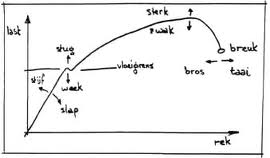 sterk
zwak
last
stug
breuk
vloeigrens
bros
taai
stijf
week
slap
rek